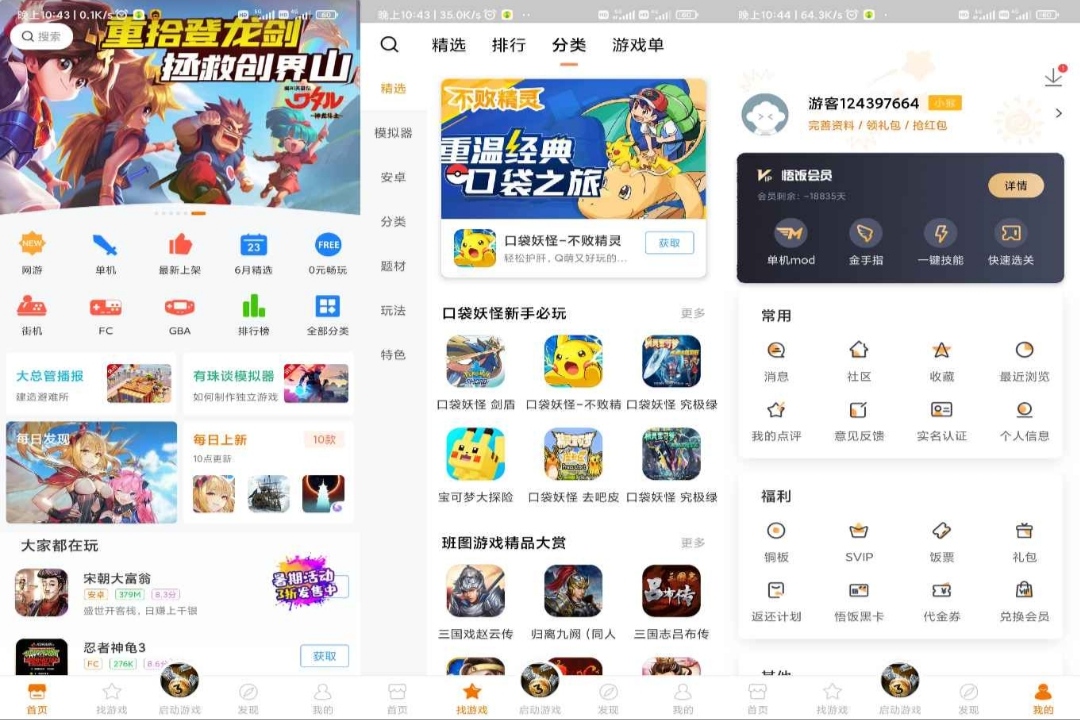 晚上10:43 | 0.1K/s
搜索
重拾登龙剑
拯救创界山
ワタル
NEW
网游
单机
最新上架
23
6月精选
FREE
0元畅玩
街机
FC
GBA
排行榜
全部分类
大总管播报
建造避难所
有珠谈模拟器
如何制作独立游戏
每日发现
每日上新
10款
10点更新
大家都在玩
宋朝大富翁
安卓 379M 8.3分
盛世开客栈，日赚上千银
暑期活动
3折发售中
忍者神龟3
FC 276K 8.6分
获取
首页
找游戏
启动游戏
发现
我的
晚上10:43 | 35.0K/s
精选
排行
分类
游戏单
精选
模拟器
安卓
分类
题材
玩法
特色
不败精灵
重温经典
口袋之旅
口袋妖怪-不败精灵
轻松护肝，Q萌又好玩的...
获取
口袋妖怪新手必玩
更多
口袋妖怪 剑盾
口袋妖怪-不败精
口袋妖怪 究极绿
宝可梦大探险
口袋妖怪 去吧皮
口袋妖怪 究极绿
班图游戏精品大赏
更多
吕布传
三国戏赵云传
归离九阙（同人
三国志吕布传
首页
找游戏
启动游戏
发现
我的
晚上10:44 | 64.3K/s
游客124397664
小猴
完善资料 / 领礼包 / 抢红包
VIP 悟饭会员
会员剩余：-18835天
详情
单机mod
金手指
一键技能
快速选关
常用
消息
社区
收藏
最近浏览
我的点评
意见反馈
实名认证
个人信息
福利
铜板
SVIP
饭票
礼包
返还计划
悟饭黑卡
代金券
兑换会员
其他
首页
找游戏
启动游戏
发现
我的